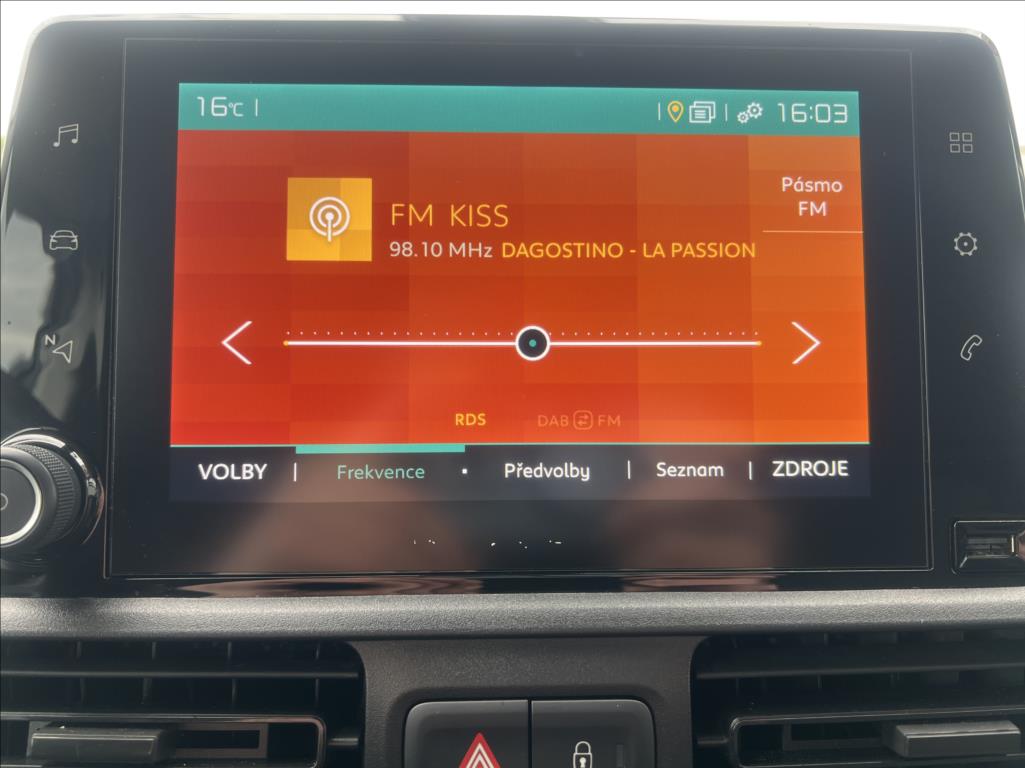 16°C
16:03
Pásmo
FM
FM KISS
98.10 MHz DAGOSTINO - LA PASSION
RDS
DAB FM
VOLBY | Frekvence Předvolby | Seznam | ZDROJE
N